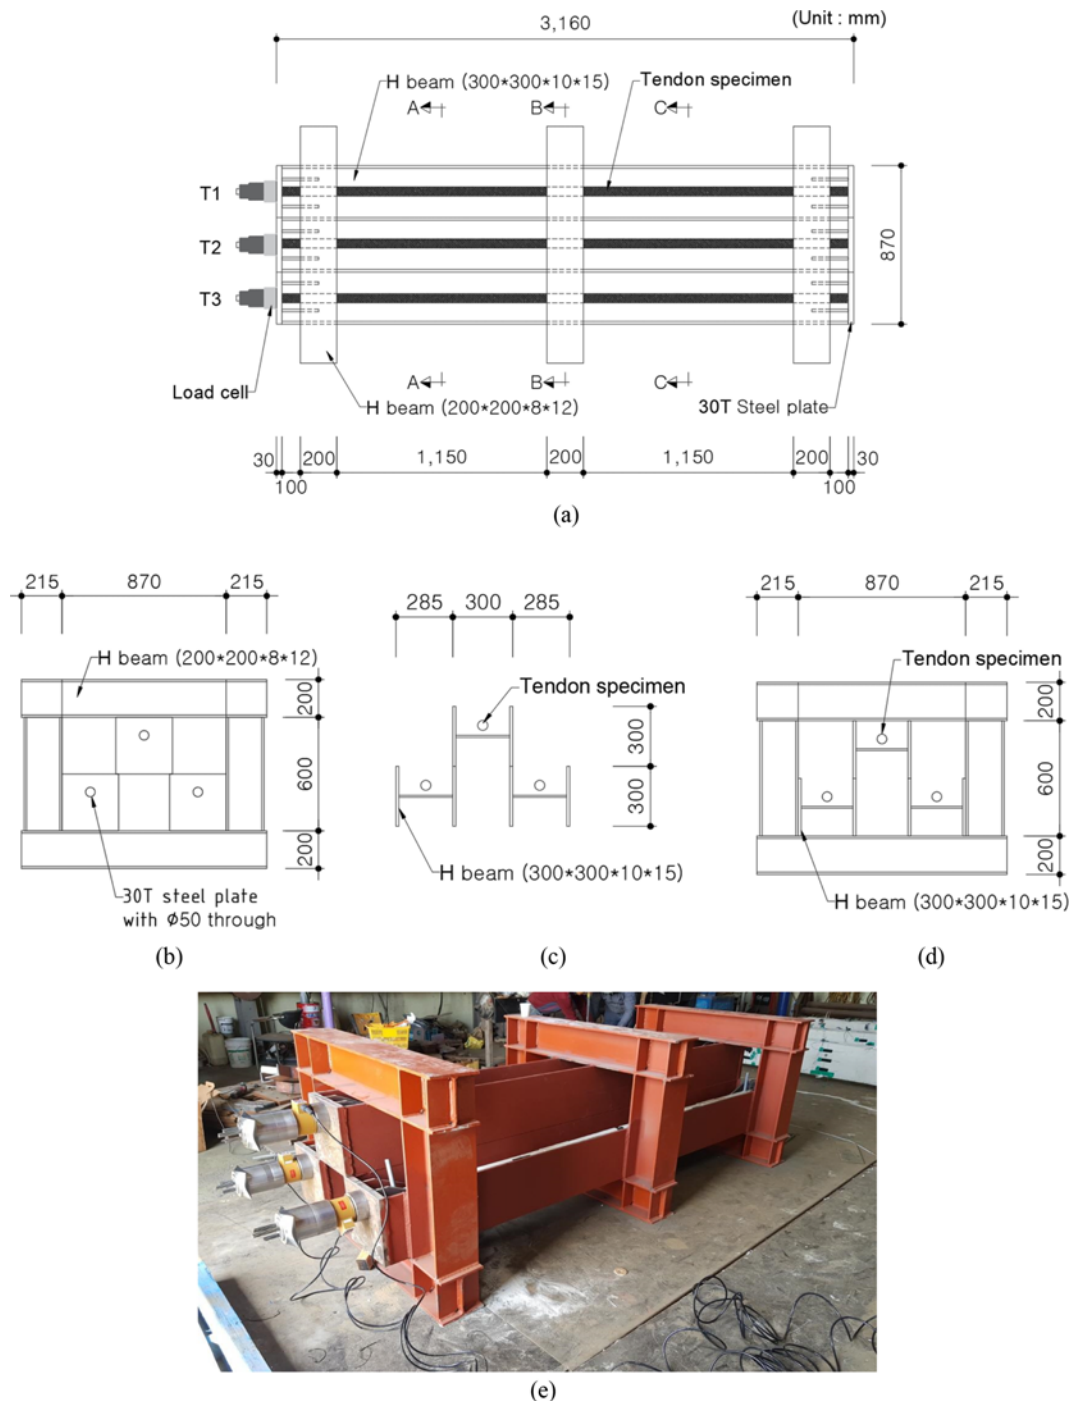 (Unit : mm)
3,160
H beam (300*300*10*15)
Tendon specimen
A B C
T1
T2
T3
870
A B C
Load cell
H beam (200*200*8*12)
30T Steel plate
30 200 1,150 200 1,150 200 30
100 100
(a)
215 870 215
H beam (200*200*8*12)
200
600
200
30T steel plate
with Ø50 through
(b)
285 300 285
Tendon specimen
300
300
H beam (300*300*10*15)
(c)
215 870 215
Tendon specimen
200
600
200
H beam (300*300*10*15)
(d)
(e)